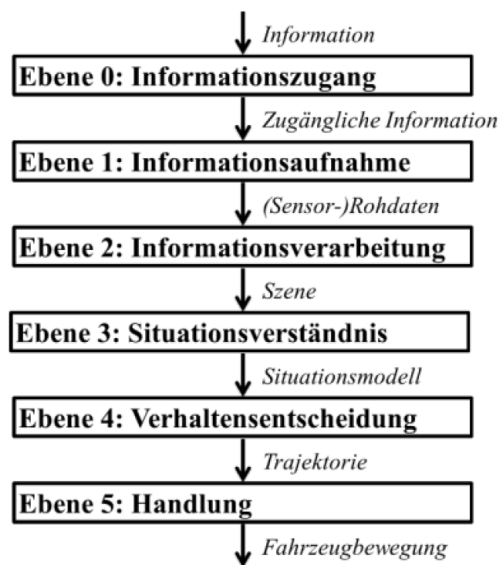 Information
Ebene 0: Informationszugang
Zugängliche Information
Ebene 1: Informationsaufnahme
(Sensor-)Rohdaten
Ebene 2: Informationsverarbeitung
Szene
Ebene 3: Situationsverständnis
Situationsmodell
Ebene 4: Verhaltensentscheidung
Trajektorie
Ebene 5: Handlung
Fahrzeugbewegung